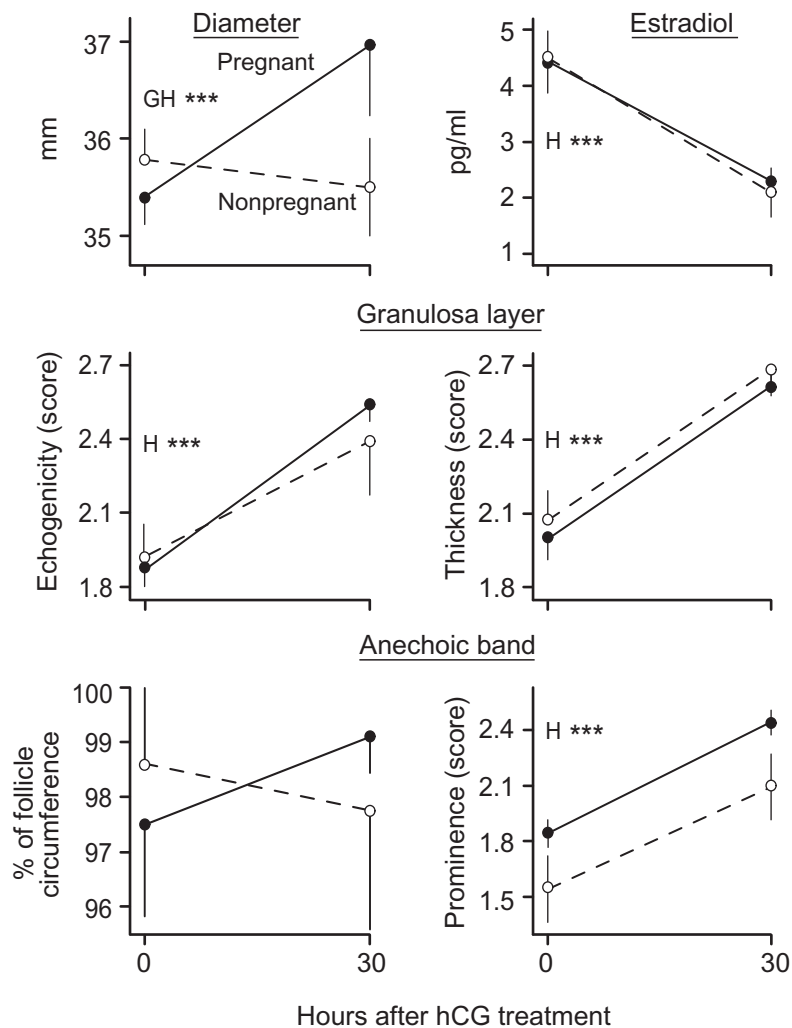 Diameter
Estradiol
37
36
35
mm
Pregnant
GH ***
Nonpregnant
5
4
3
2
1
pg/ml
H ***
Granulosa layer
2.7
2.4
2.1
1.8
Echogenicity (score)
H ***
2.7
2.4
2.1
1.8
Thickness (score)
H ***
Anechoic band
100
99
98
97
96
% of follicle
circumference
0
30
2.4
2.1
1.8
1.5
Prominence (score)
H ***
0
30
Hours after hCG treatment